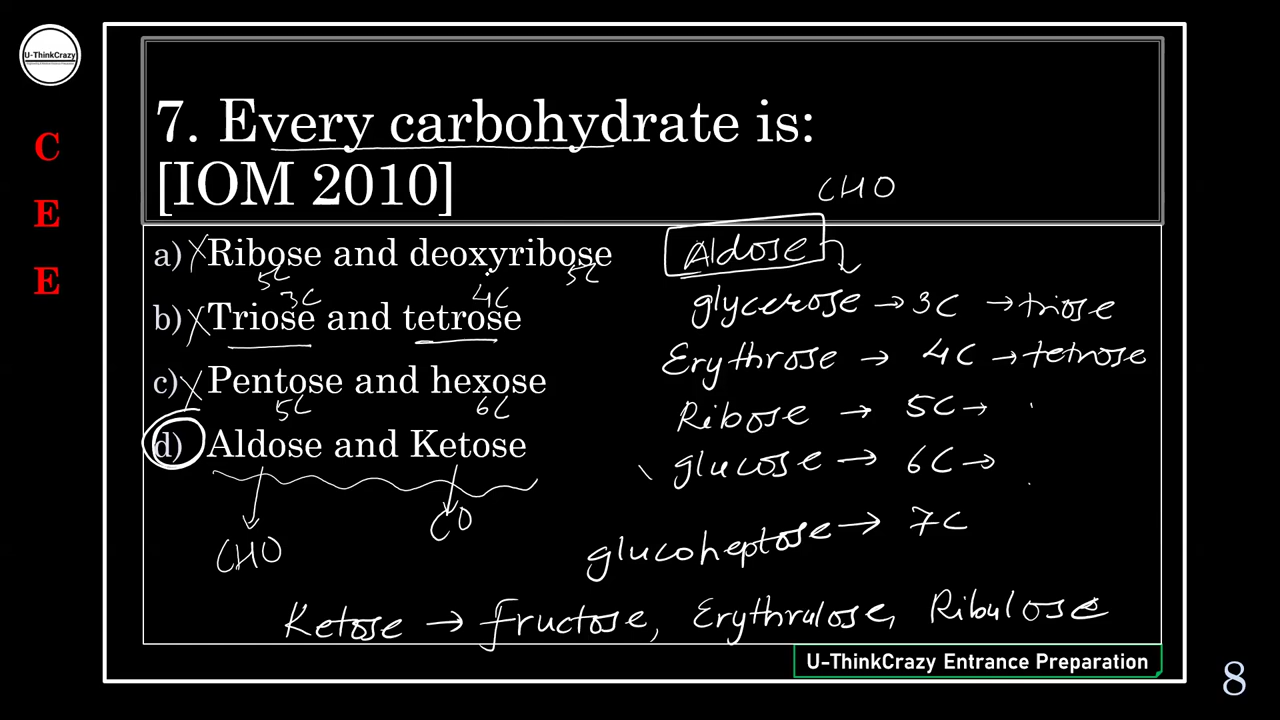 U-ThinkCrazy
C
E
E
7. Every carbohydrate is:
[IOM 2010]
CHO
a) Ribose and deoxyribose
5C 5C
b) Triose and tetrose
3C 4C
c) Pentose and hexose
5C 6C
d) Aldose and Ketose
CHO CO
Aldose
glycerose → 3C → triose
Erythrose → 4C → tetrose
Ribose → 5C →
glucose → 6C →
glucoheptose → 7C
Ketose → fructose, Erythrulose, Ribulose
U-ThinkCrazy Entrance Preparation
8